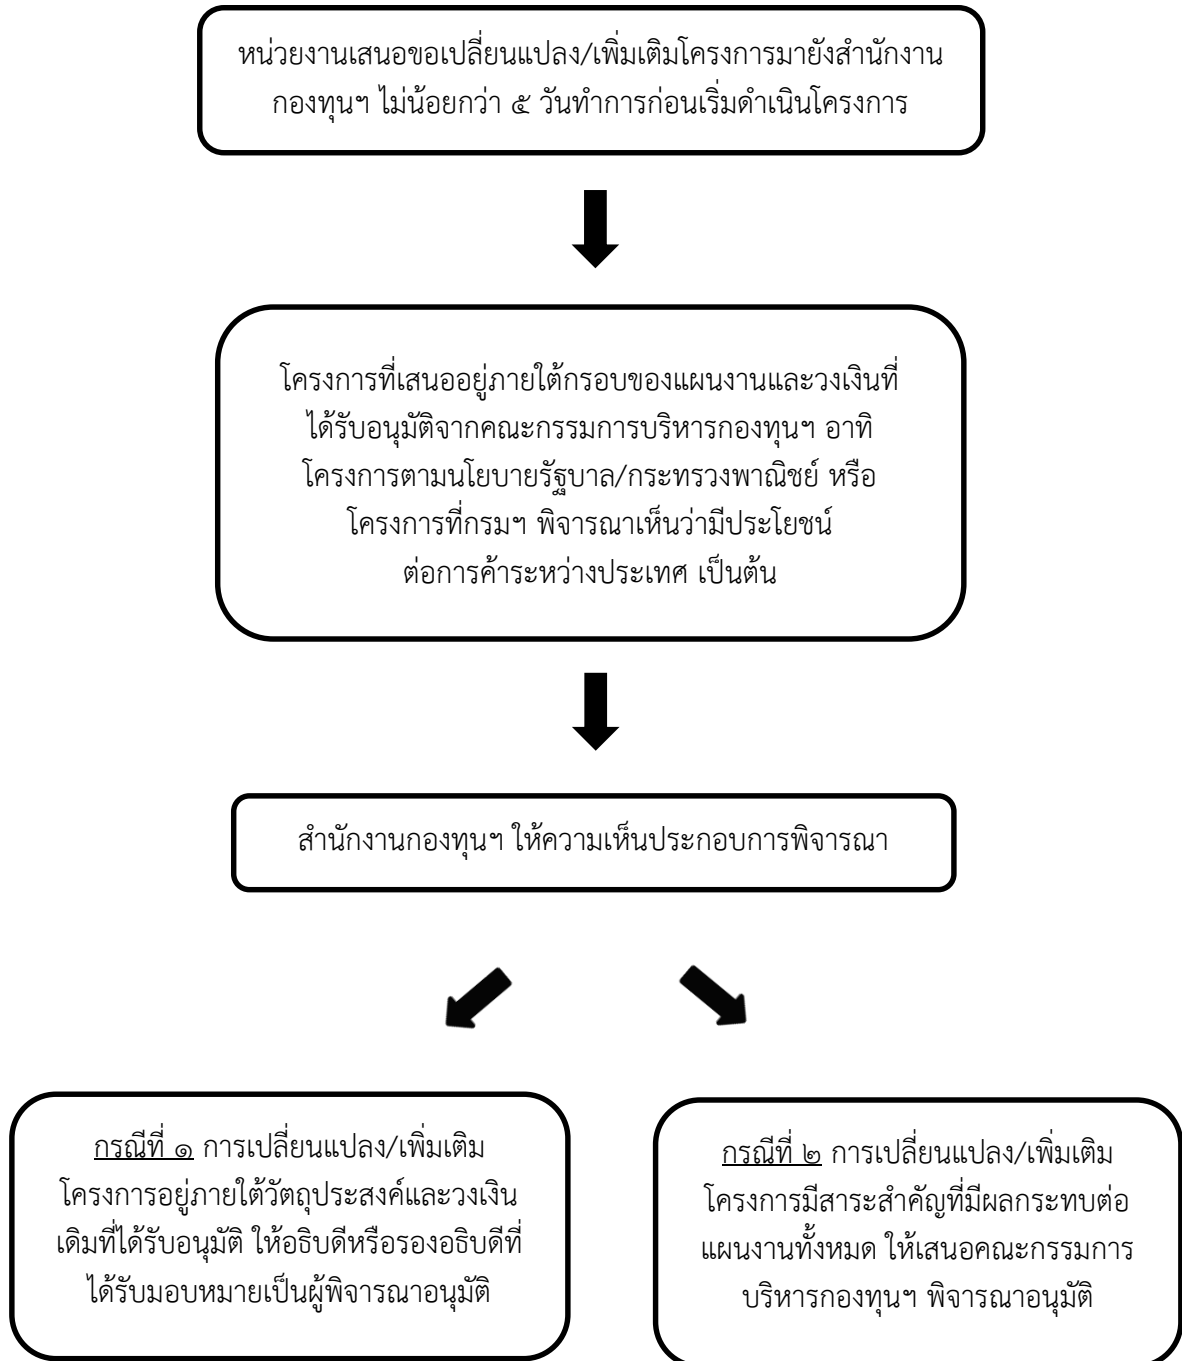 หน่วยงานเสนอขอเปลี่ยนแปลง/เพิ่มเติมโครงการมายังสำนักงาน
กองทุนฯ ไม่น้อยกว่า ๕ วันทำการก่อนเริ่มดำเนินโครงการ
โครงการที่เสนออยู่ภายใต้กรอบของแผนงานและวงเงินที่
ได้รับอนุมัติจากคณะกรรมการบริหารกองทุนฯ อาทิ
โครงการตามนโยบายรัฐบาล/กระทรวงพาณิชย์ หรือ
โครงการที่กรมฯ พิจารณาเห็นว่ามีประโยชน์
ต่อการค้าระหว่างประเทศ เป็นต้น
สำนักงานกองทุนฯ ให้ความเห็นประกอบการพิจารณา
กรณีที่ ๑ การเปลี่ยนแปลง/เพิ่มเติม
โครงการอยู่ภายใต้วัตถุประสงค์และวงเงิน
เดิมที่ได้รับอนุมัติ ให้อธิบดีหรือรองอธิบดีที่
ได้รับมอบหมายเป็นผู้พิจารณาอนุมัติ
กรณีที่ ๒ การเปลี่ยนแปลง/เพิ่มเติม
โครงการมีสาระสำคัญที่มีผลกระทบต่อ
แผนงานทั้งหมด ให้เสนอคณะกรรมการ
บริหารกองทุนฯ พิจารณาอนุมัติ